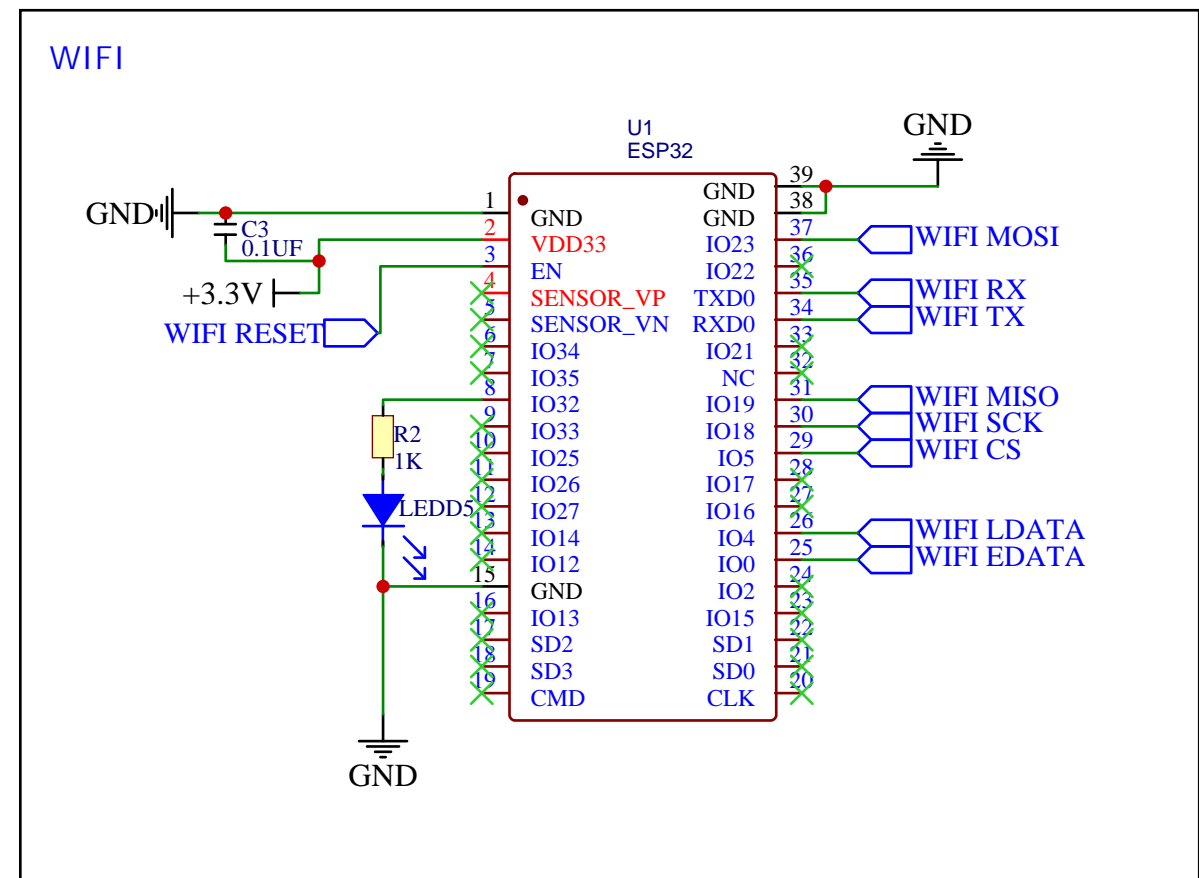 WIFI
U1
ESP32
GND
GND
C3
0.1UF
+3.3V
WIFI RESET
R2
1K
LEDD5
GND
1 GND
2 VDD33
3 EN
4 SENSOR_VP
5 SENSOR_VN
6 IO34
7 IO35
8 IO32
9 IO33
10 IO25
11 IO26
12 IO27
13 IO14
14 IO12
15 GND
16 IO13
17 SD2
18 SD3
19 CMD
GND 39
GND 38
IO23 37 WIFI MOSI
IO22 36
TXD0 35 WIFI RX
RXD0 34 WIFI TX
IO21 33
NC 32
IO19 31 WIFI MISO
IO18 30 WIFI SCK
IO5 29 WIFI CS
IO17 28
IO16 27
IO4 26 WIFI LDATA
IO0 25 WIFI EDATA
IO2 24
IO15 23
SD1 22
SD0 21
CLK 20